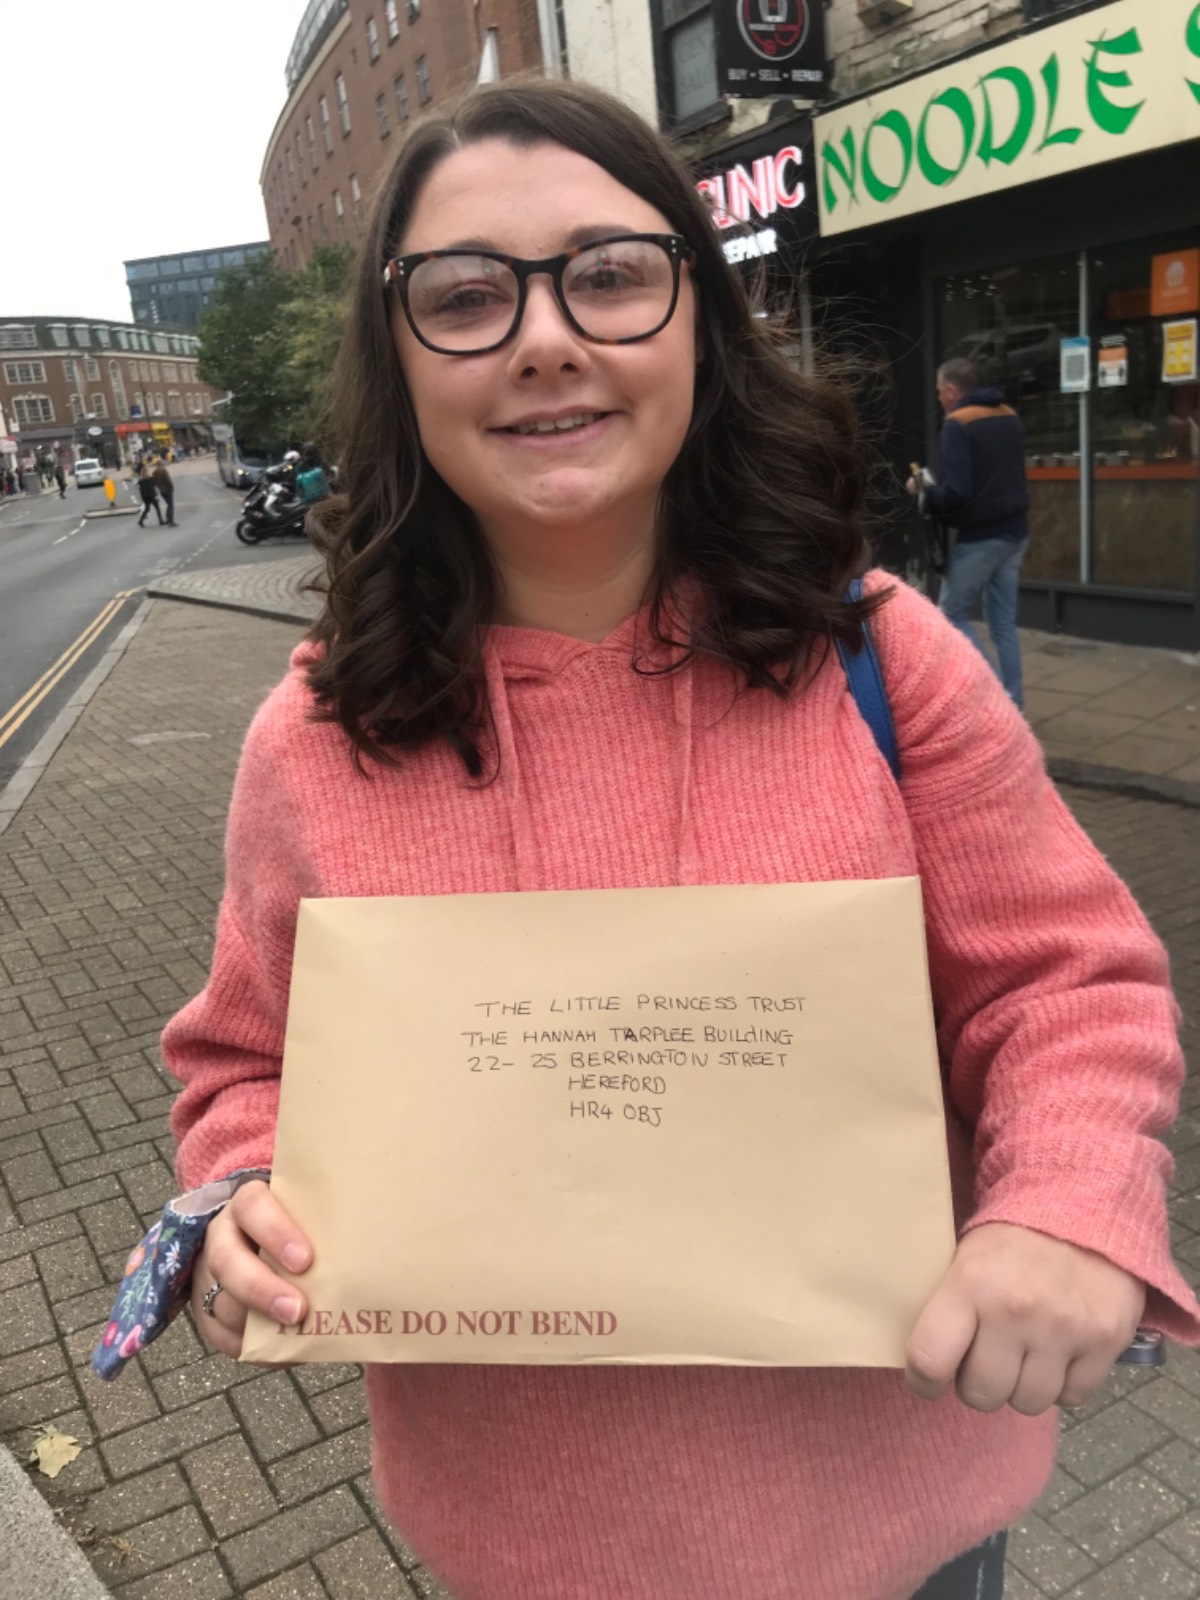 BUY - SELL - REPAIR
NOODLE S
CLINIC
REPAIR
THE LITTLE PRINCESS TRUST
THE HANNAH TARPLEE BUILDING
22- 25 BERRINGTON STREET
HEREFORD
HR4 0BJ
PLEASE DO NOT BEND